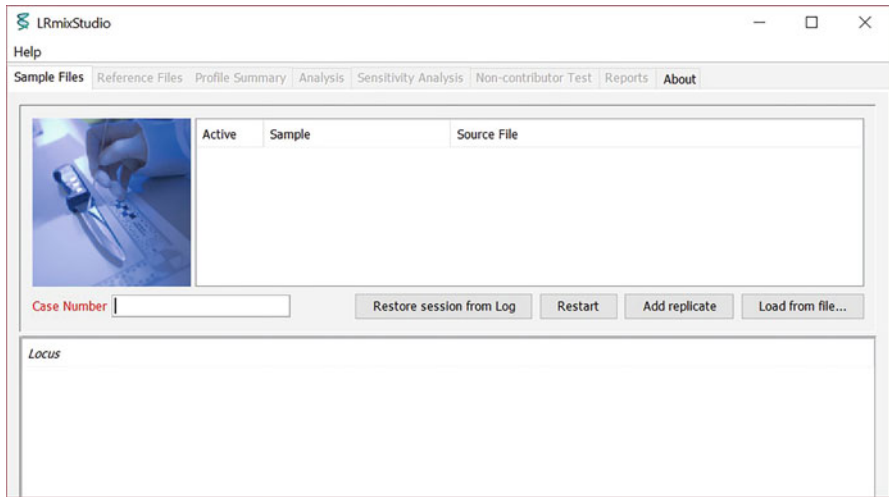 LRmixStudio
Help
Sample Files Reference Files Profile Summary Analysis Sensitivity Analysis Non-contributor Test Reports About
Active Sample Source File
Case Number Restore session from Log Restart Add replicate Load from file...
Locus